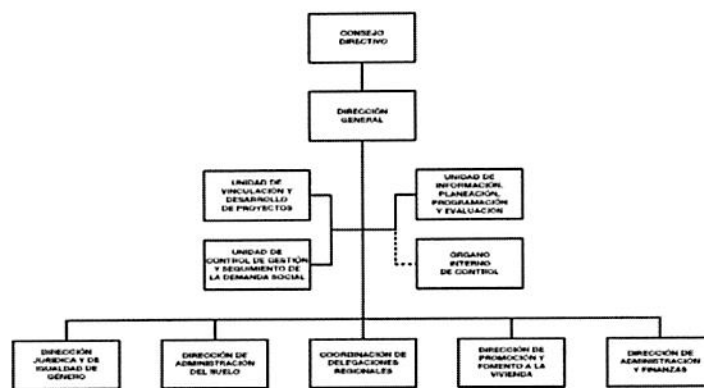 CONSEJO
DIRECTIVO
DIRECCIÓN
GENERAL
UNIDAD DE
VINCULACIÓN Y
DESARROLLO
DE PROYECTOS
UNIDAD DE
INFORMACIÓN,
PLANEACIÓN,
PROGRAMACIÓN
Y EVALUACIÓN
UNIDAD DE
CONTROL DE GESTIÓN
Y SEGUIMIENTO DE
LA DEMANDA SOCIAL
ÓRGANO
INTERNO
DE CONTROL
DIRECCIÓN
JURÍDICA Y DE
IGUALDAD DE
GÉNERO
DIRECCIÓN DE
ADMINISTRACIÓN
DEL SUELO
COORDINACIÓN DE
DELEGACIONES
REGIONALES
DIRECCIÓN DE
PROMOCIÓN Y
FOMENTO A LA
VIVIENDA
DIRECCIÓN DE
ADMINISTRACIÓN
Y FINANZAS